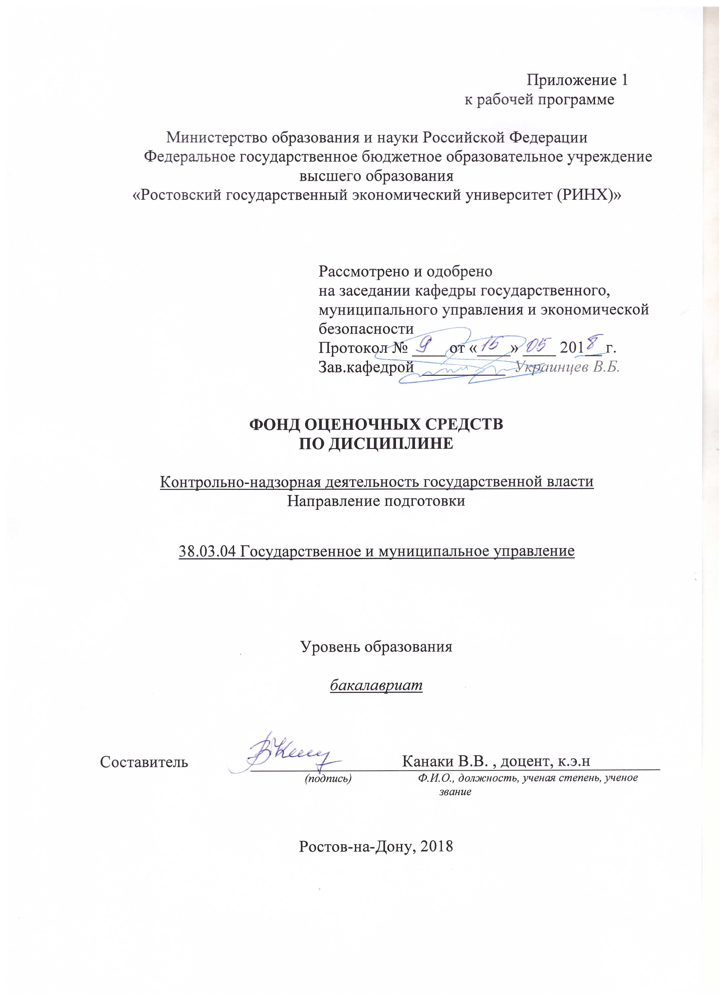 Приложение 1
к рабочей программе
Министерство образования и науки Российской Федерации
Федеральное государственное бюджетное образовательное учреждение
высшего образования
«Ростовский государственный экономический университет (РИНХ)»
Рассмотрено и одобрено
на заседании кафедры государственного,
муниципального управления и экономической
безопасности
Протокол № 9 от «15» 05 2018 г.
Зав.кафедрой Украинцев В.Б.
ФОНД ОЦЕНОЧНЫХ СРЕДСТВ
ПО ДИСЦИПЛИНЕ
Контрольно-надзорная деятельность государственной власти
Направление подготовки
38.03.04 Государственное и муниципальное управление
Уровень образования
бакалавриат
Составитель Канаки В.В. , доцент, к.э.н
(подпись) Ф.И.О., должность, ученая степень, ученое
звание
Ростов-на-Дону, 2018